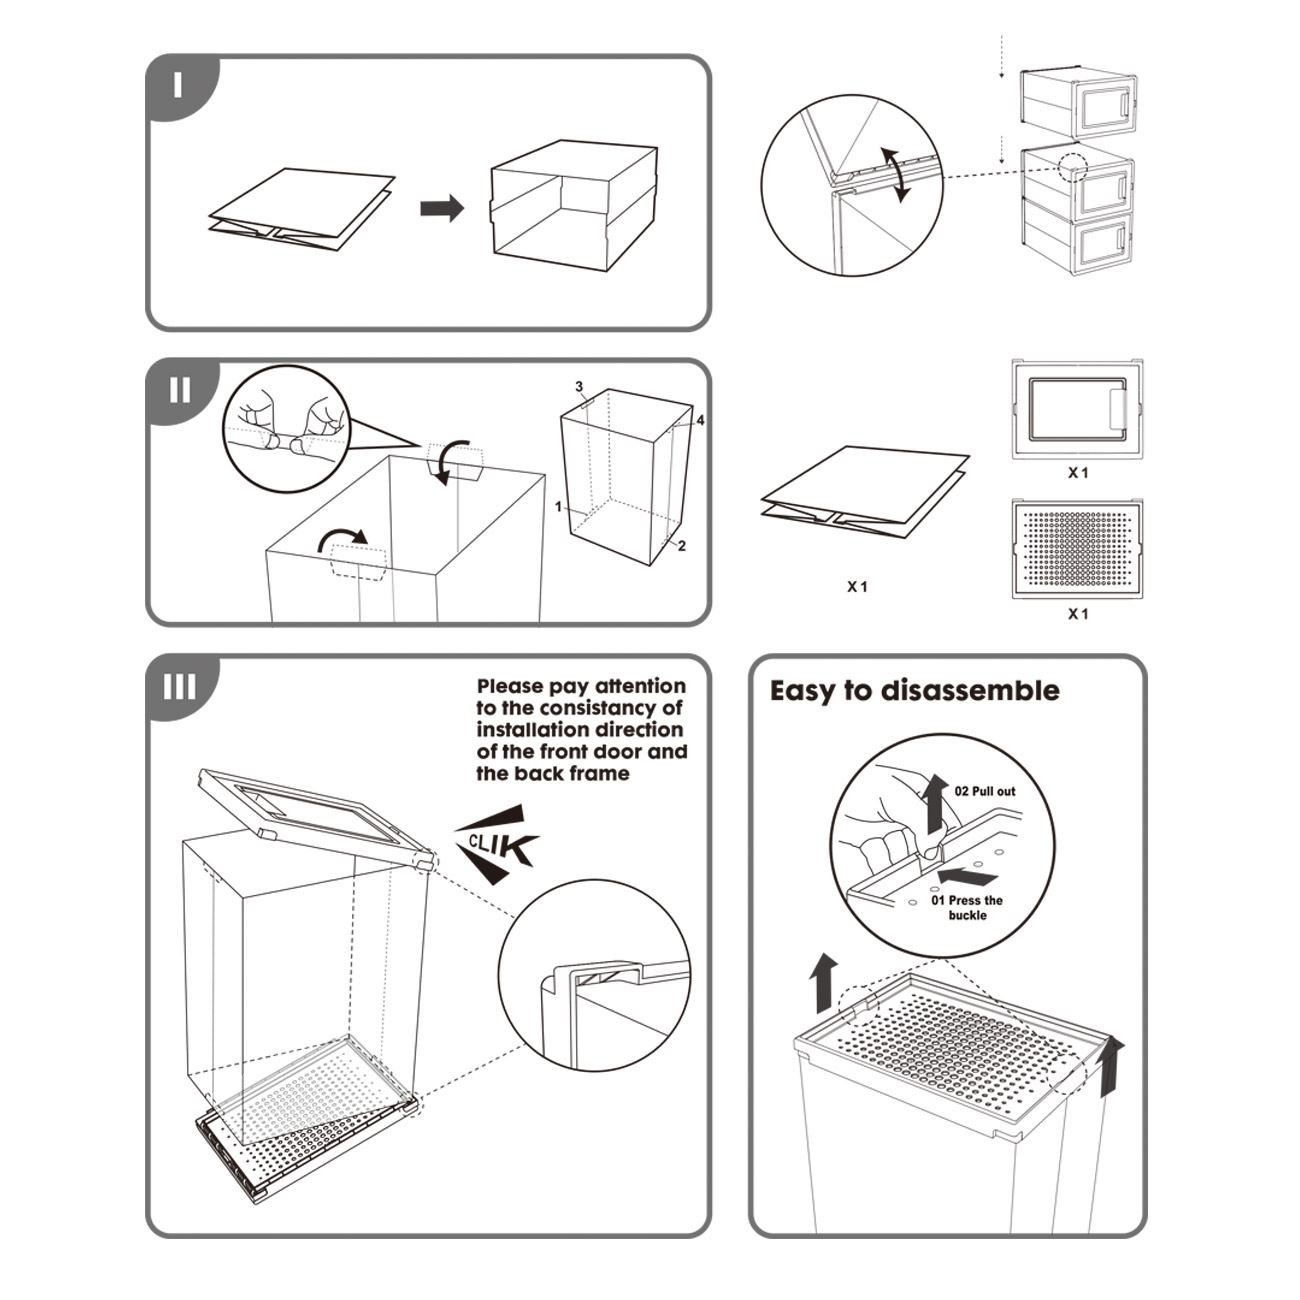 I
II
3
4
1
2
X 1
X 1
X 1
III
Please pay attention
to the consistancy of
installation direction
of the front door and
the back frame
CLIK
Easy to disassemble
02 Pull out
01 Press the
buckle